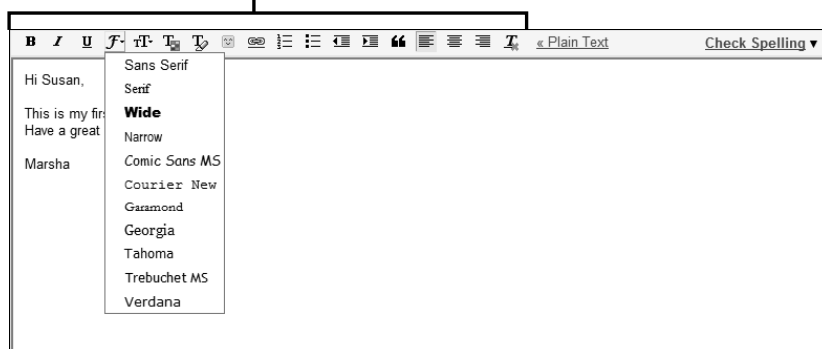 B I U F T T T T « Plain Text Check Spelling
Hi Susan,
This is my firs
Have a great
Marsha
Sans Serif
Serif
Wide
Narrow
Comic Sans MS
Courier New
Garamond
Georgia
Tahoma
Trebuchet MS
Verdana